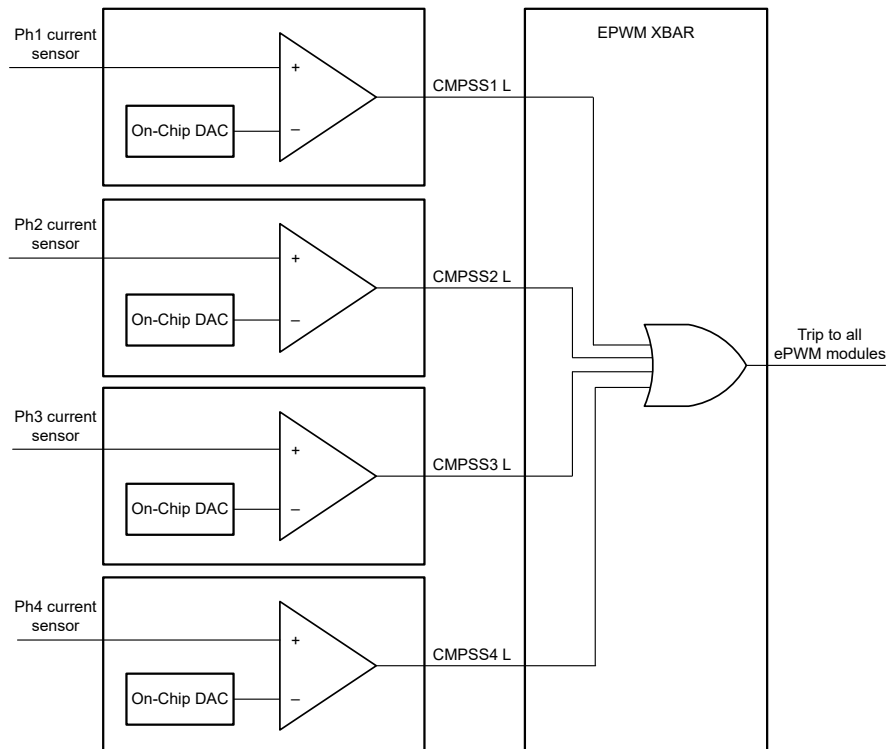 Ph1 current
sensor
+
On-Chip DAC
–
CMPSS1 L
Ph2 current
sensor
+
On-Chip DAC
–
CMPSS2 L
Ph3 current
sensor
+
On-Chip DAC
–
CMPSS3 L
Ph4 current
sensor
+
On-Chip DAC
–
CMPSS4 L
EPWM XBAR
Trip to all
ePWM modules